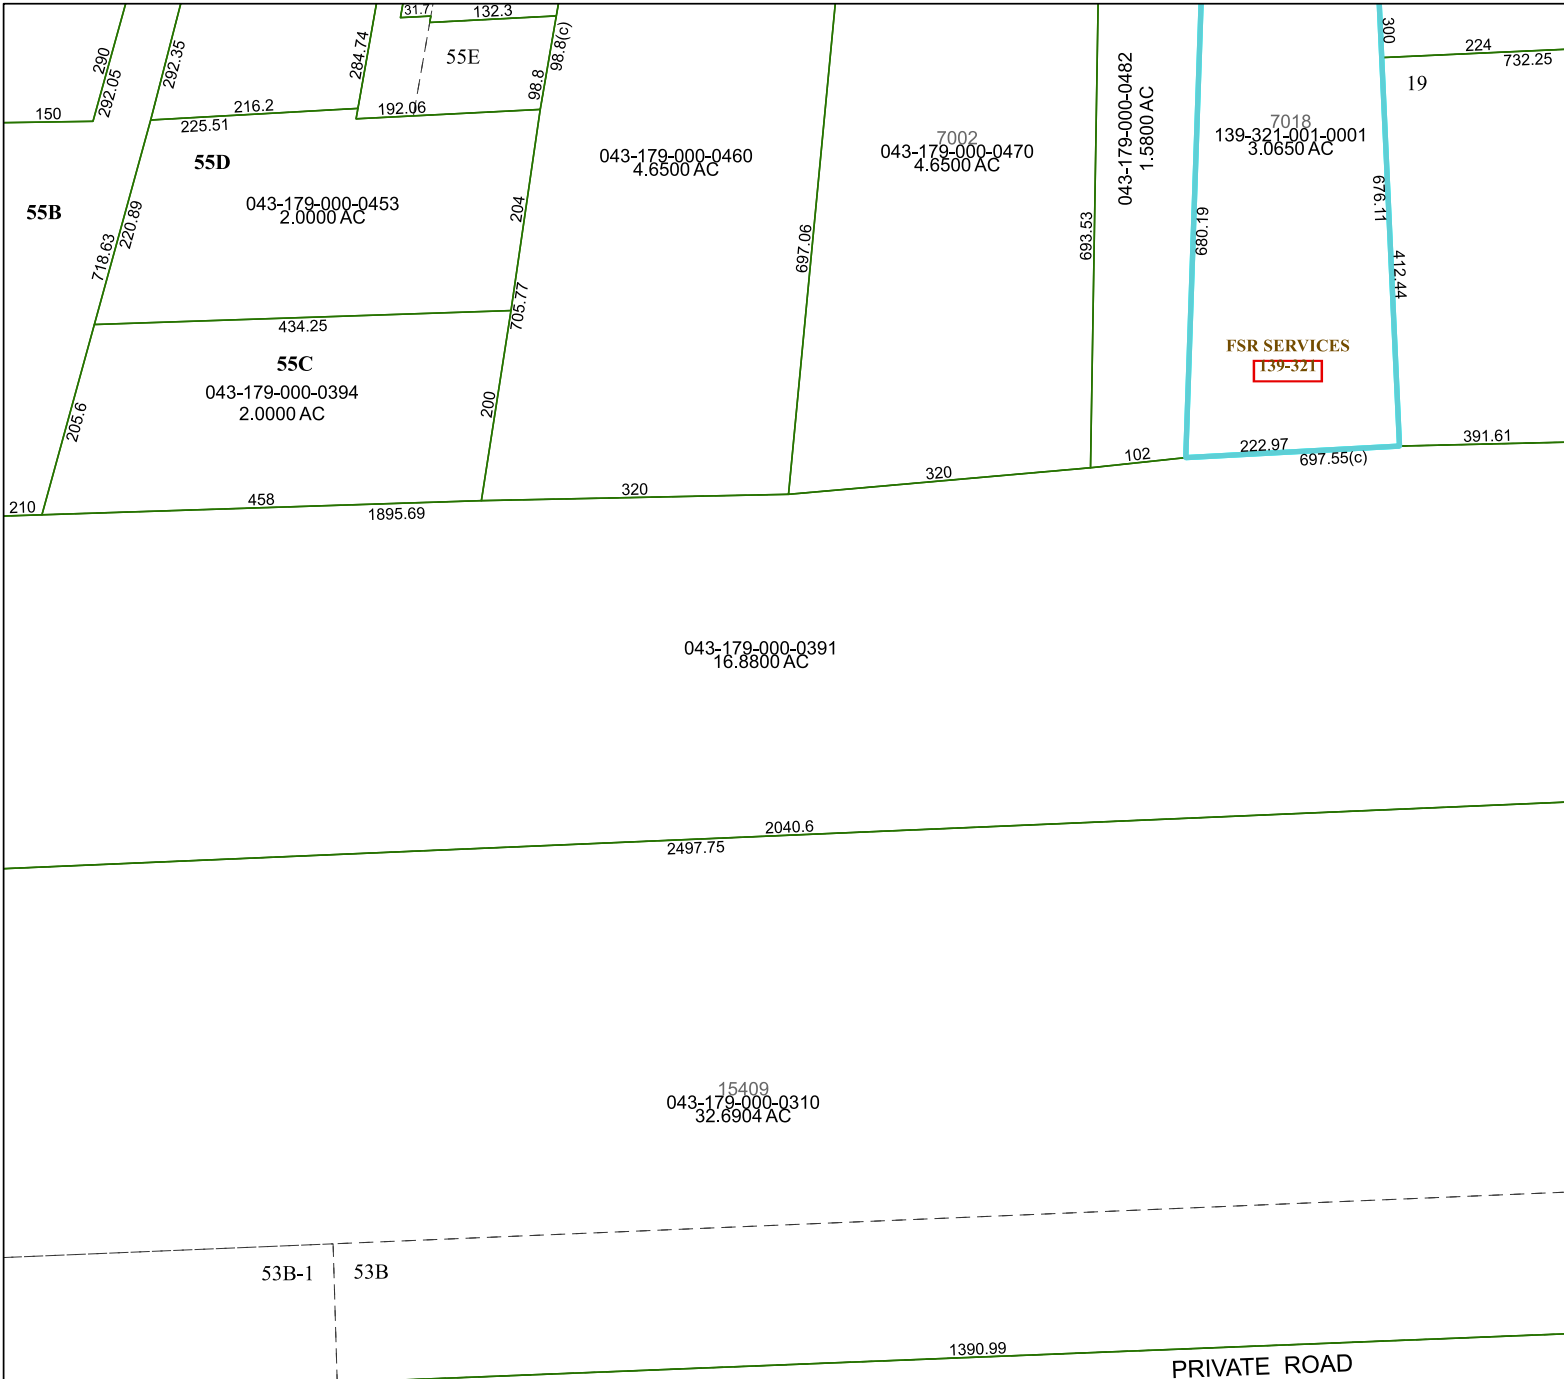 31.7
132.3
290
292.05
292.35
284.74
55E
98.8
98.8(c)
300
224
732.25
19
150
216.2
225.51
192.06
55D
55B
043-179-000-0453
2.0000 AC
043-179-000-0460
4.6500 AC
7002
043-179-000-0470
4.6500 AC
043-179-000-0482
1.5800 AC
7018
139-321-001-0001
3.0650 AC
718.63
220.89
204
705.77
697.06
693.53
680.19
676.11
412.44
434.25
55C
043-179-000-0394
2.0000 AC
205.6
200
FSR SERVICES
139-321
210
458
1895.69
320
320
102
222.97
697.55(c)
391.61
043-179-000-0391
16.8800 AC
2040.6
2497.75
15409
043-179-000-0310
32.6904 AC
53B-1
53B
1390.99
PRIVATE ROAD